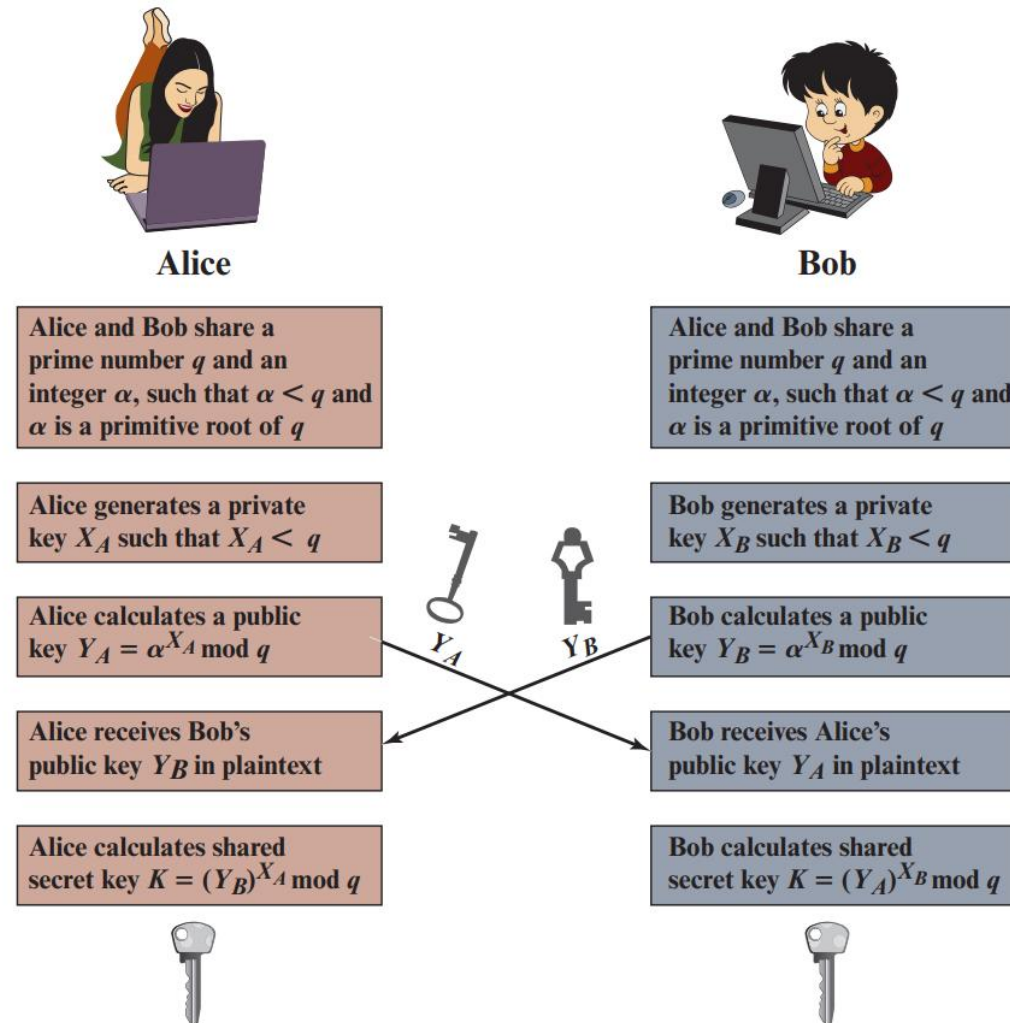 Alice
Bob
Alice and Bob share a
prime number q and an
integer α, such that α < q and
α is a primitive root of q
Alice and Bob share a
prime number q and an
integer α, such that α < q and
α is a primitive root of q
Alice generates a private
key X_A such that X_A < q
Bob generates a private
key X_B such that X_B < q
Alice calculates a public
key Y_A = α^{X_A} mod q
Y_A
Y_B
Bob calculates a public
key Y_B = α^{X_B} mod q
Alice receives Bob’s
public key Y_B in plaintext
Bob receives Alice’s
public key Y_A in plaintext
Alice calculates shared
secret key K = (Y_B)^{X_A} mod q
Bob calculates shared
secret key K = (Y_A)^{X_B} mod q